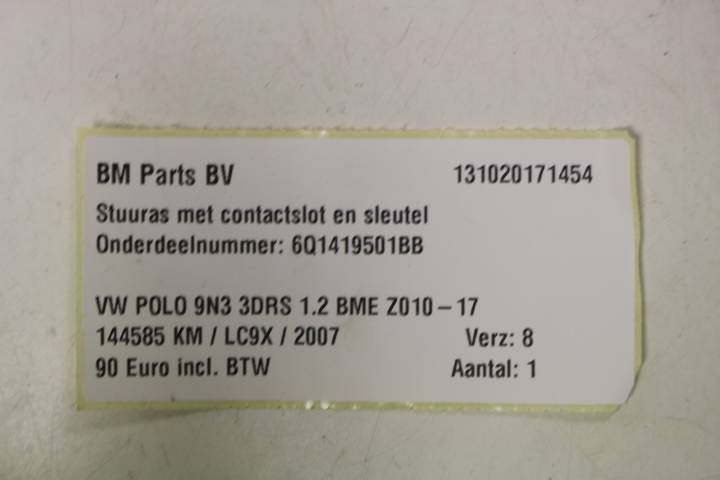 BM Parts BV 131020171454
Stuuras met contactslot en sleutel
Onderdeelnummer: 6Q1419501BB
VW POLO 9N3 3DRS 1.2 BME Z010-17
144585 KM / LC9X / 2007 Verz: 8
90 Euro incl. BTW Aantal: 1